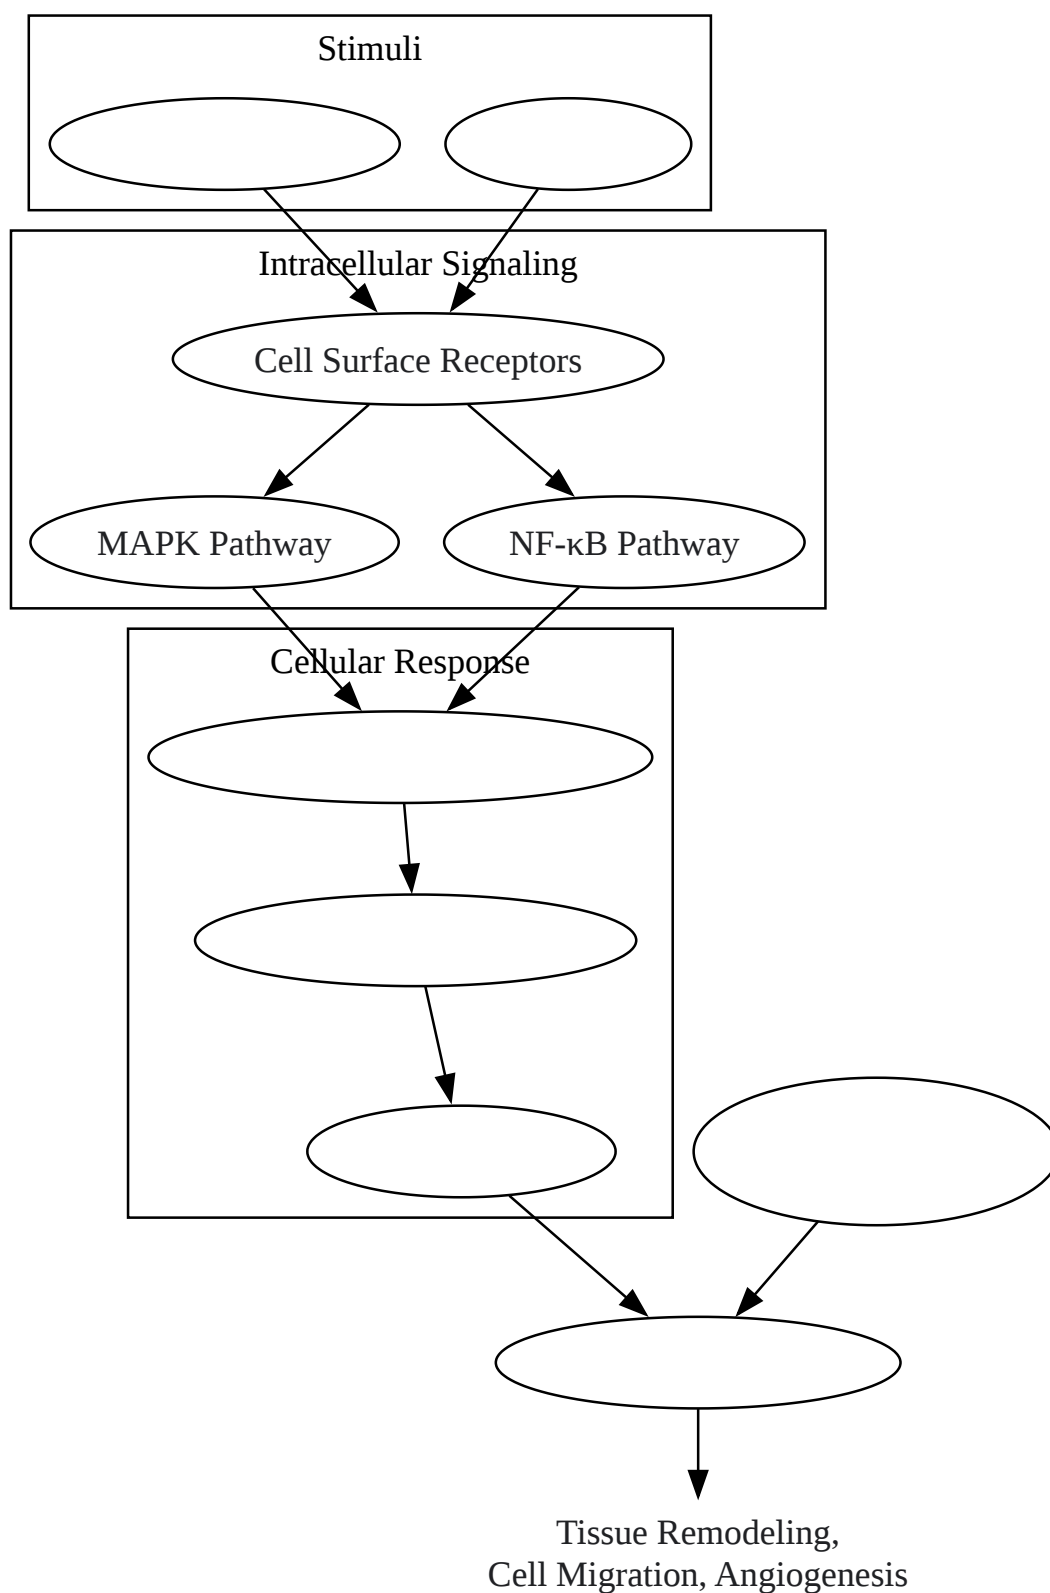 Stimuli
Intracellular Signaling
Cell Surface Receptors
MAPK Pathway
NF-κB Pathway
Cellular Response
Tissue Remodeling,
Cell Migration, Angiogenesis